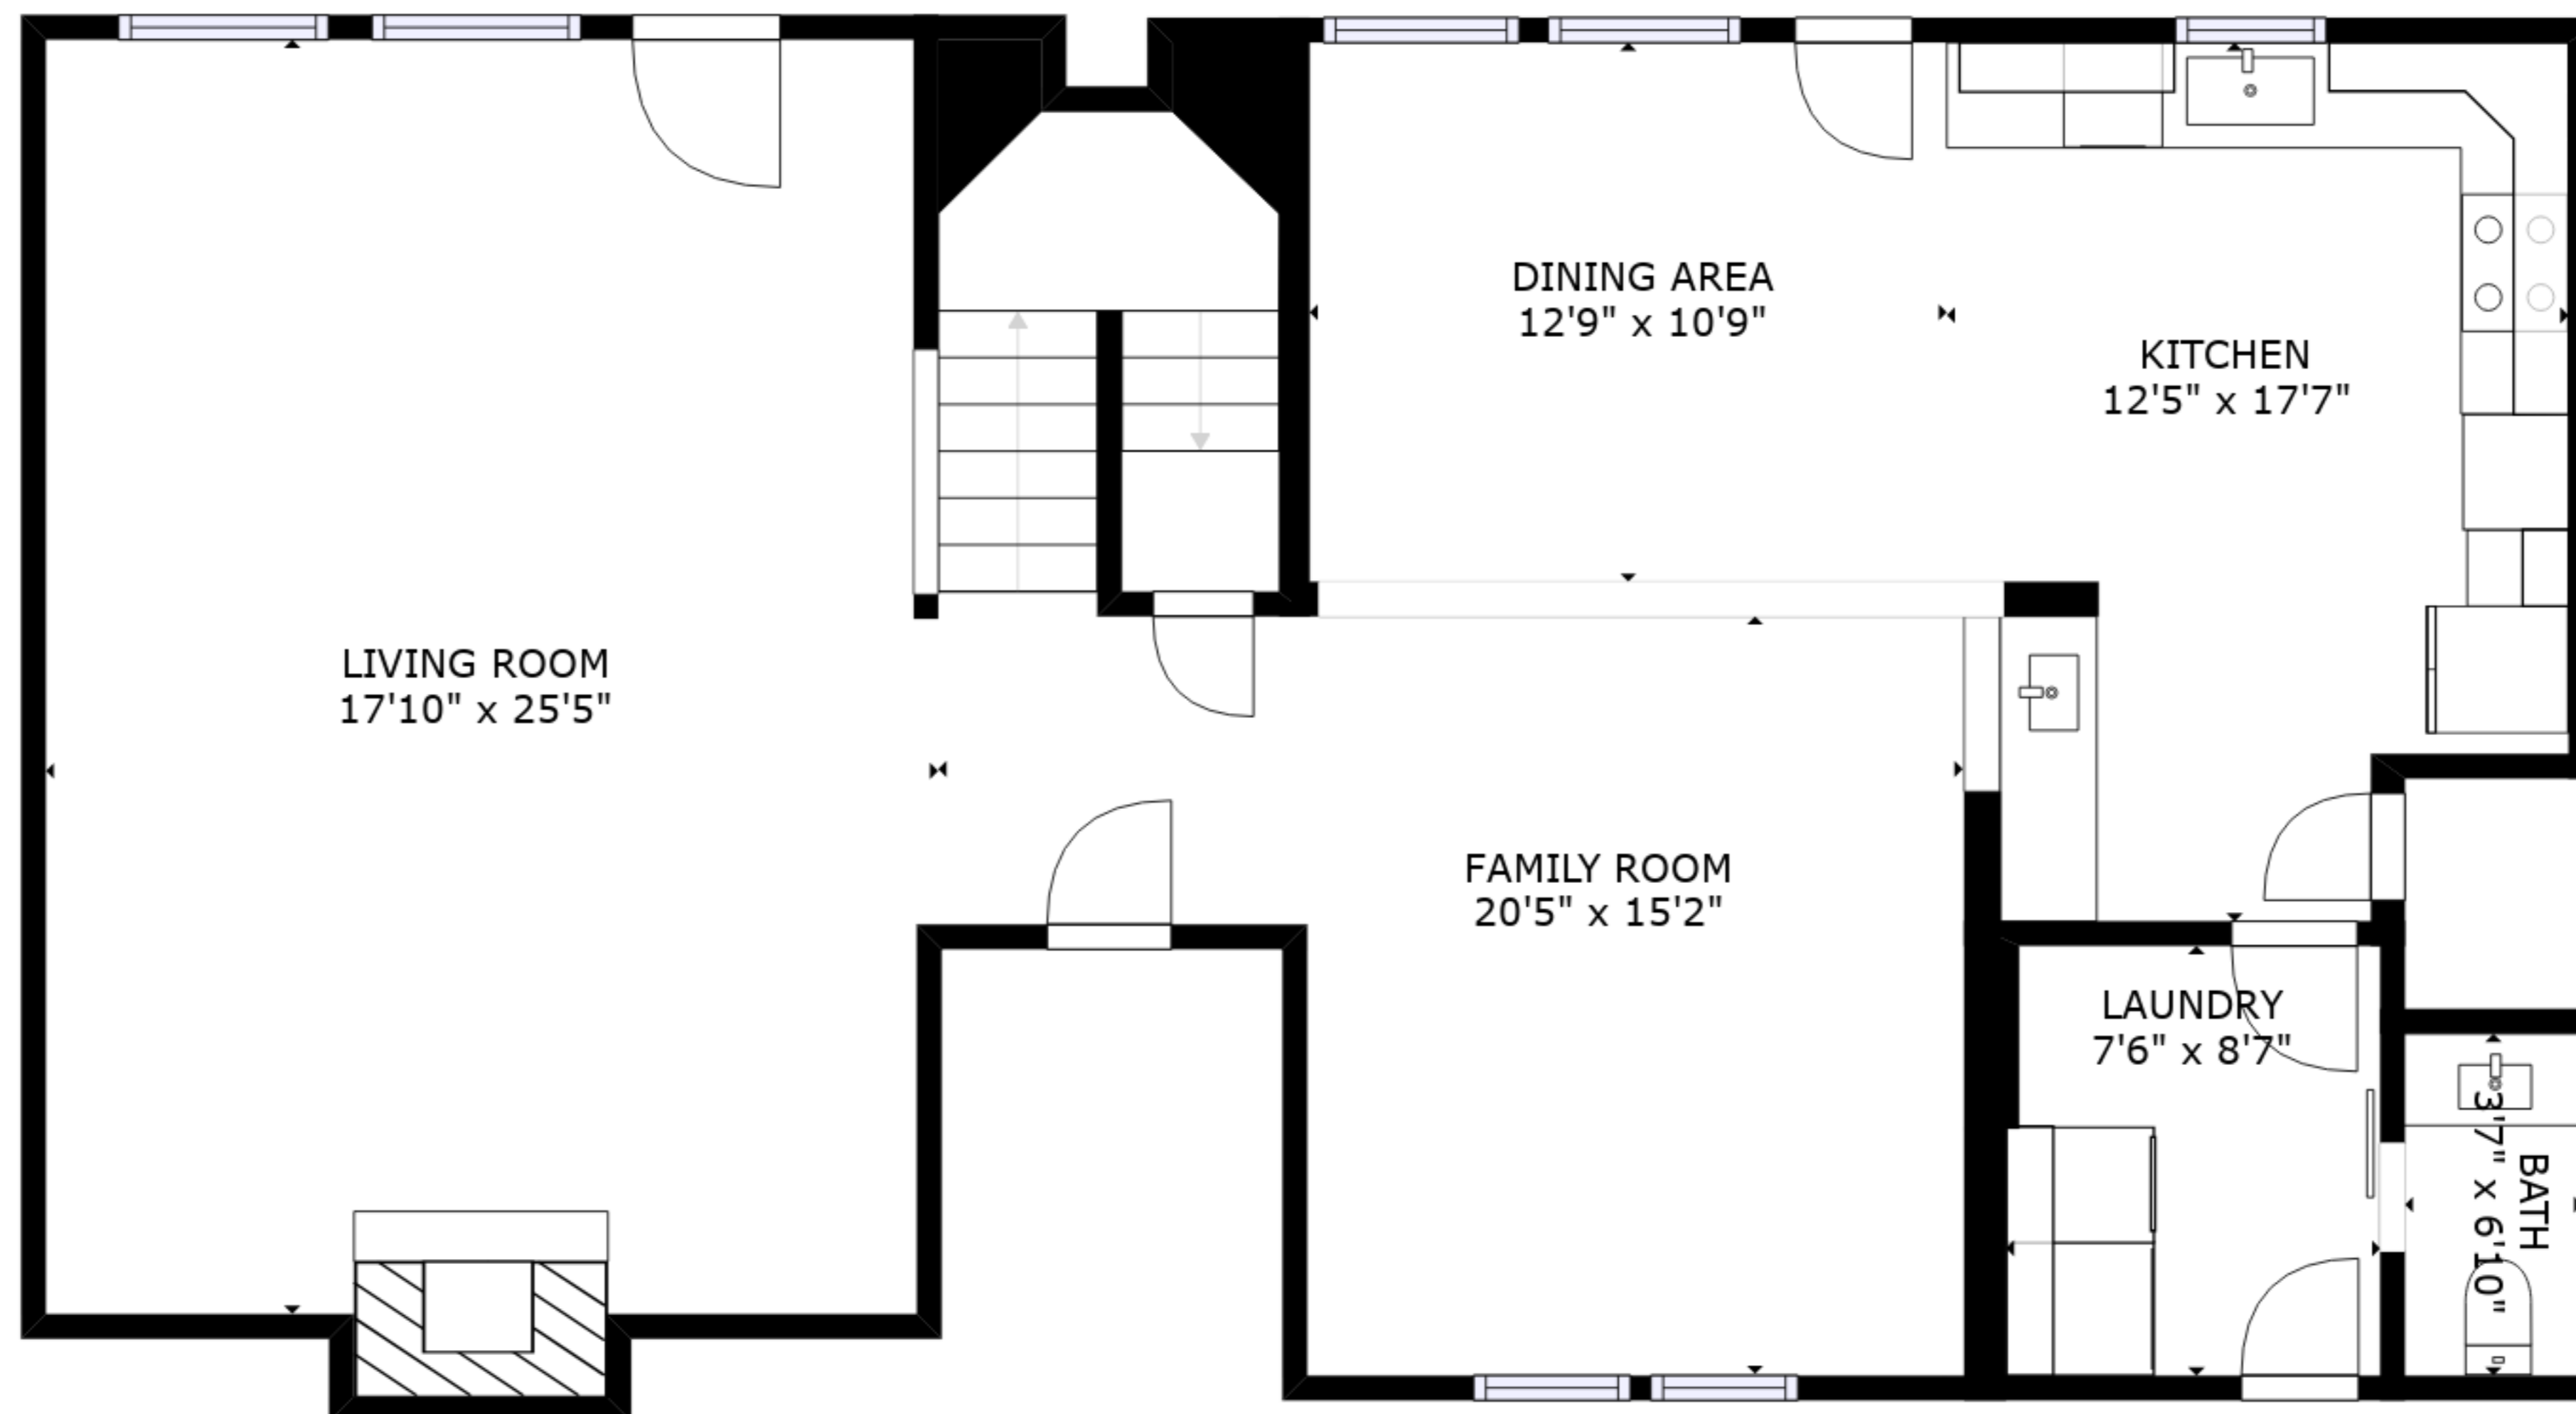 DINING AREA
12'9" x 10'9"
KITCHEN
12'5" x 17'7"
LIVING ROOM
17'10" x 25'5"
FAMILY ROOM
20'5" x 15'2"
LAUNDRY
7'6" x 8'7"
BATH
3'7" x 6'10"